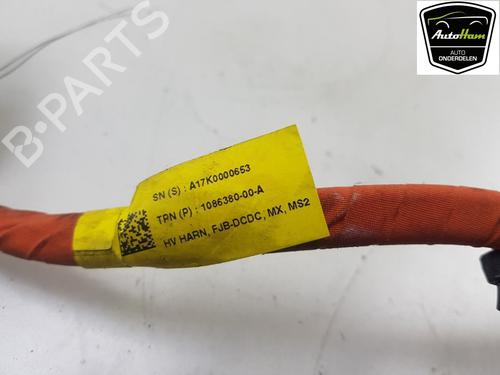 AutoHam
AUTO
ONDERDELEN
B-PARTS
SN (S) : A17K0000653
TPN (P) : 1086380-00-A
HV HARN, FJB-DCDC, MX, MS2